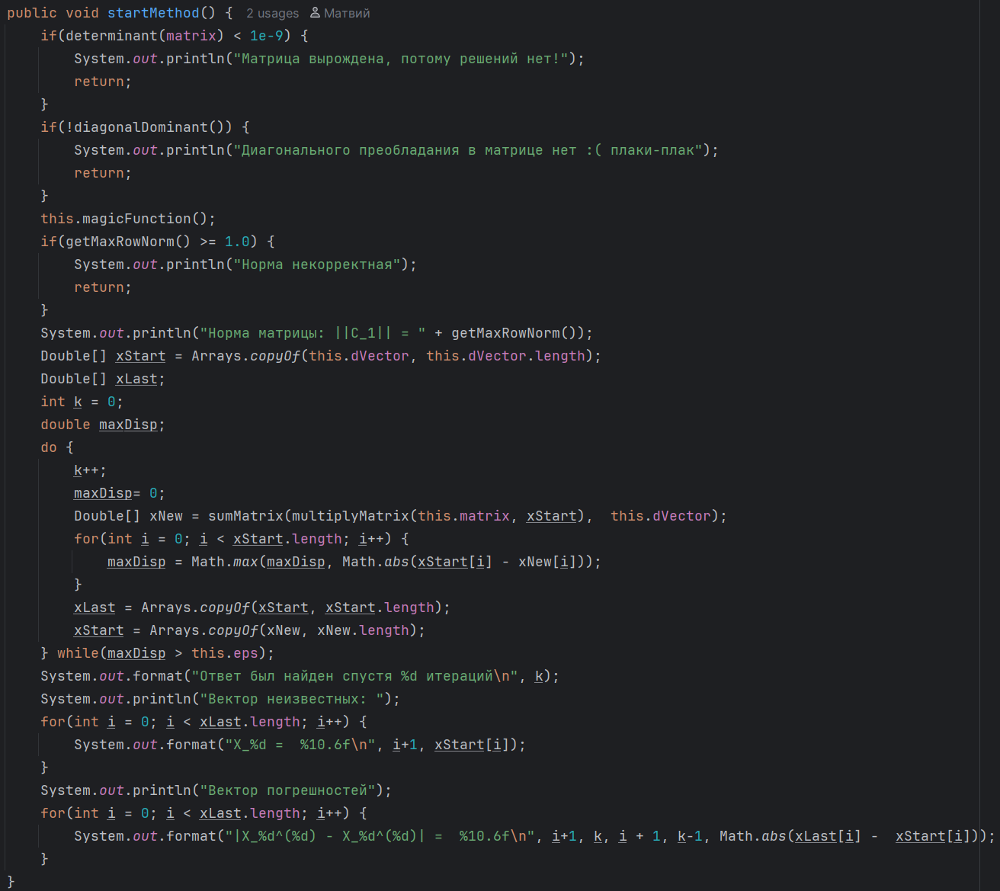 public void startMethod() { 2 usages Матвий
    if(determinant(matrix) < 1e-9) {
        System.out.println("Матрица вырождена, потому решений нет!");
        return;
    }
    if(!diagonalDominant()) {
        System.out.println("Диагонального преобладания в матрице нет :( плаки-плак");
        return;
    }
    this.magicFunction();
    if(getMaxRowNorm() >= 1.0) {
        System.out.println("Норма некорректная");
        return;
    }
    System.out.println("Норма матрицы: ||C_1|| = " + getMaxRowNorm());
    Double[] xStart = Arrays.copyOf(this.dVector, this.dVector.length);
    Double[] xLast;
    int k = 0;
    double maxDisp;
    do {
        k++;
        maxDisp= 0;
        Double[] xNew = sumMatrix(multiplyMatrix(this.matrix, xStart),  this.dVector);
        for(int i = 0; i < xStart.length; i++) {
            maxDisp = Math.max(maxDisp, Math.abs(xStart[i] - xNew[i]));
        }
        xLast = Arrays.copyOf(xStart, xStart.length);
        xStart = Arrays.copyOf(xNew, xNew.length);
    } while(maxDisp > this.eps);
    System.out.format("Ответ был найден спустя %d итераций\n", k);
    System.out.println("Вектор неизвестных: ");
    for(int i = 0; i < xLast.length; i++) {
        System.out.format("X_%d =  %10.6f\n", i+1, xStart[i]);
    }
    System.out.println("Вектор погрешностей");
    for(int i = 0; i < xLast.length; i++) {
        System.out.format("|X_%d^(%d) - X_%d^(%d)| =  %10.6f\n", i+1, k, i + 1, k-1, Math.abs(xLast[i] -  xStart[i]));
    }
}